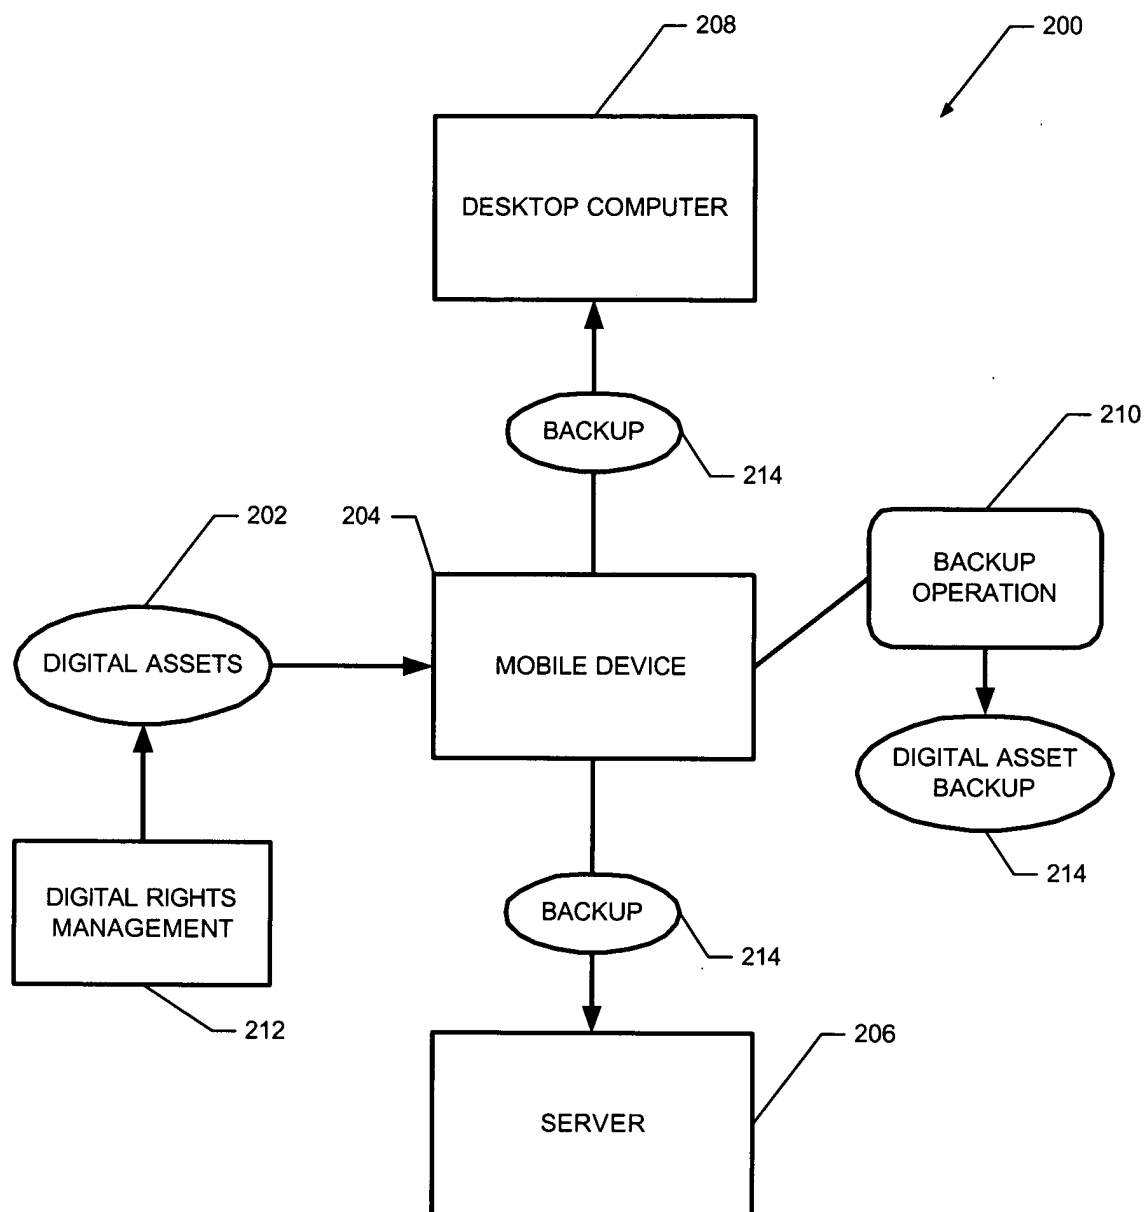 208
200
DESKTOP COMPUTER
BACKUP
214
210
202
204
BACKUP
OPERATION
DIGITAL ASSETS
MOBILE DEVICE
DIGITAL ASSET
BACKUP
214
DIGITAL RIGHTS
MANAGEMENT
BACKUP
214
212
206
SERVER